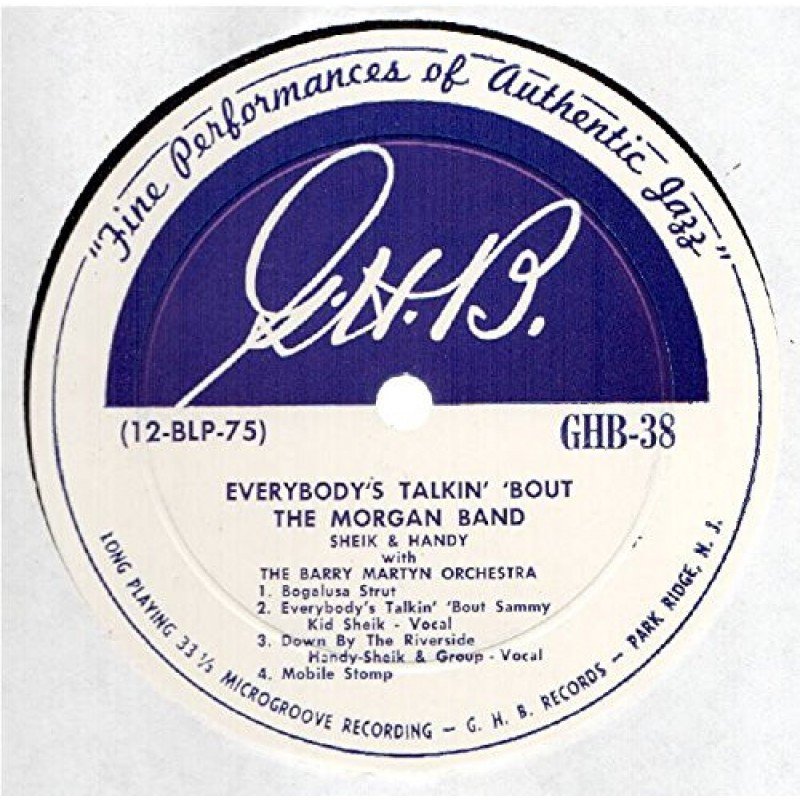 "Fine Performances of Authentic Jazz"
G.H.B.
(12-BLP-75)
GHB-38
EVERYBODY'S TALKIN' 'BOUT
THE MORGAN BAND
SHEIK & HANDY
with
THE BARRY MARTYN ORCHESTRA
1. Bogalusa Strut
2. Everybody's Talkin' 'Bout Sammy
Kid Sheik - Vocal
3. Down By The Riverside
Handy-Sheik & Group - Vocal
4. Mobile Stomp
LONG PLAYING 33 1/3 MICROGROOVE RECORDING — G. H. B. RECORDS — PARK RIDGE, N. J.